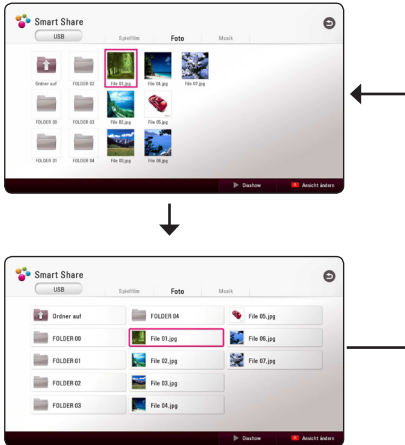 Smart Share
USB Spielfilm Foto Musik
Ordner auf FOLDER 02 File 01.jpg File 04.jpg File 07.jpg
FOLDER 00 FOLDER 03 File 02.jpg File 05.jpg
FOLDER 01 FOLDER 04 File 03.jpg File 06.jpg
Diashow Ansicht ändern
Smart Share
USB Spielfilm Foto Musik
Ordner auf FOLDER 04 File 05.jpg
FOLDER 00 File 01.jpg File 06.jpg
FOLDER 01 File 02.jpg File 07.jpg
FOLDER 02 File 03.jpg
FOLDER 03 File 04.jpg
Diashow Ansicht ändern